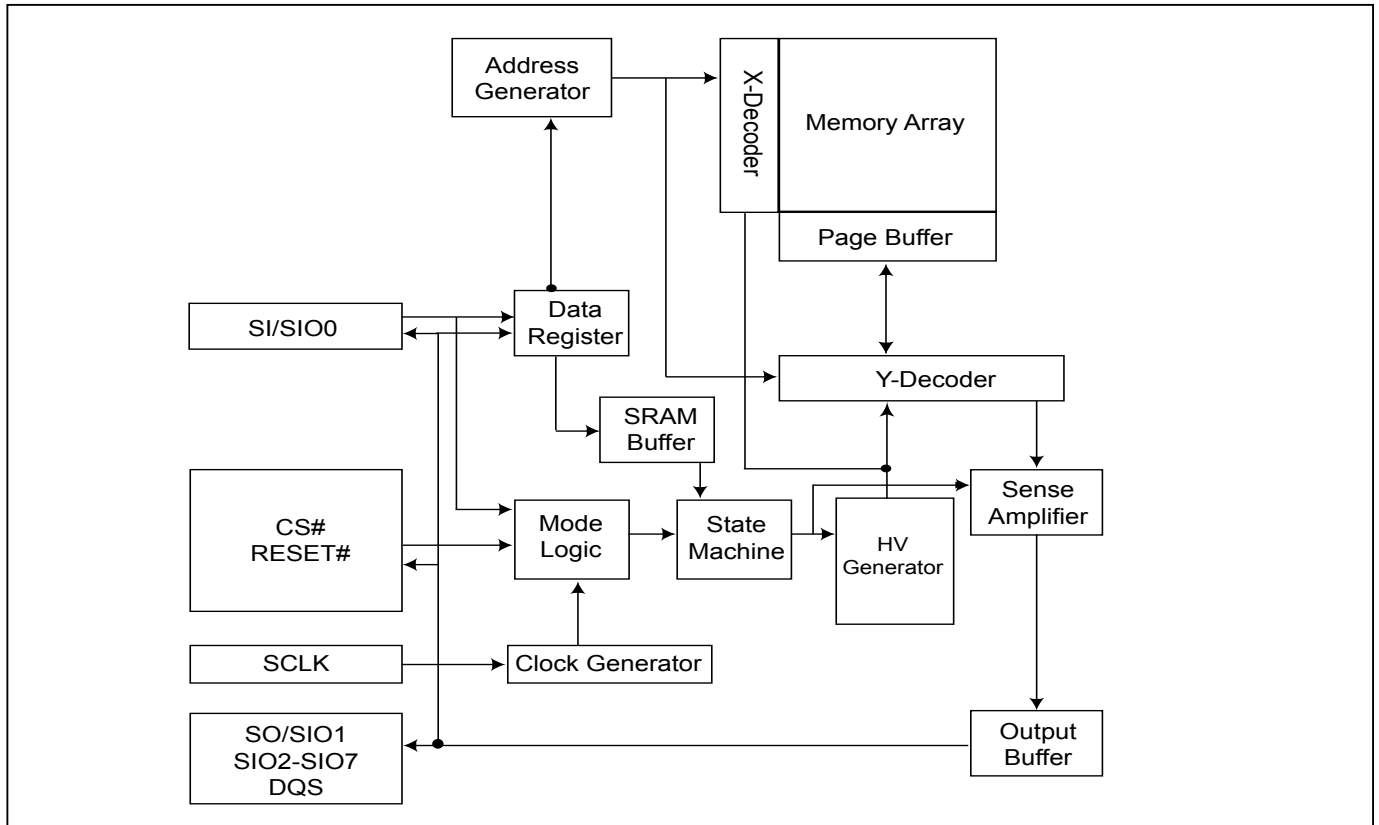 Address
Generator
X-Decoder
Memory Array
Page Buffer
SI/SIO0
Data
Register
Y-Decoder
SRAM
Buffer
CS#
RESET#
Mode
Logic
State
Machine
HV
Generator
Sense
Amplifier
SCLK
Clock Generator
SO/SIO1
SIO2-SIO7
DQS
Output
Buffer